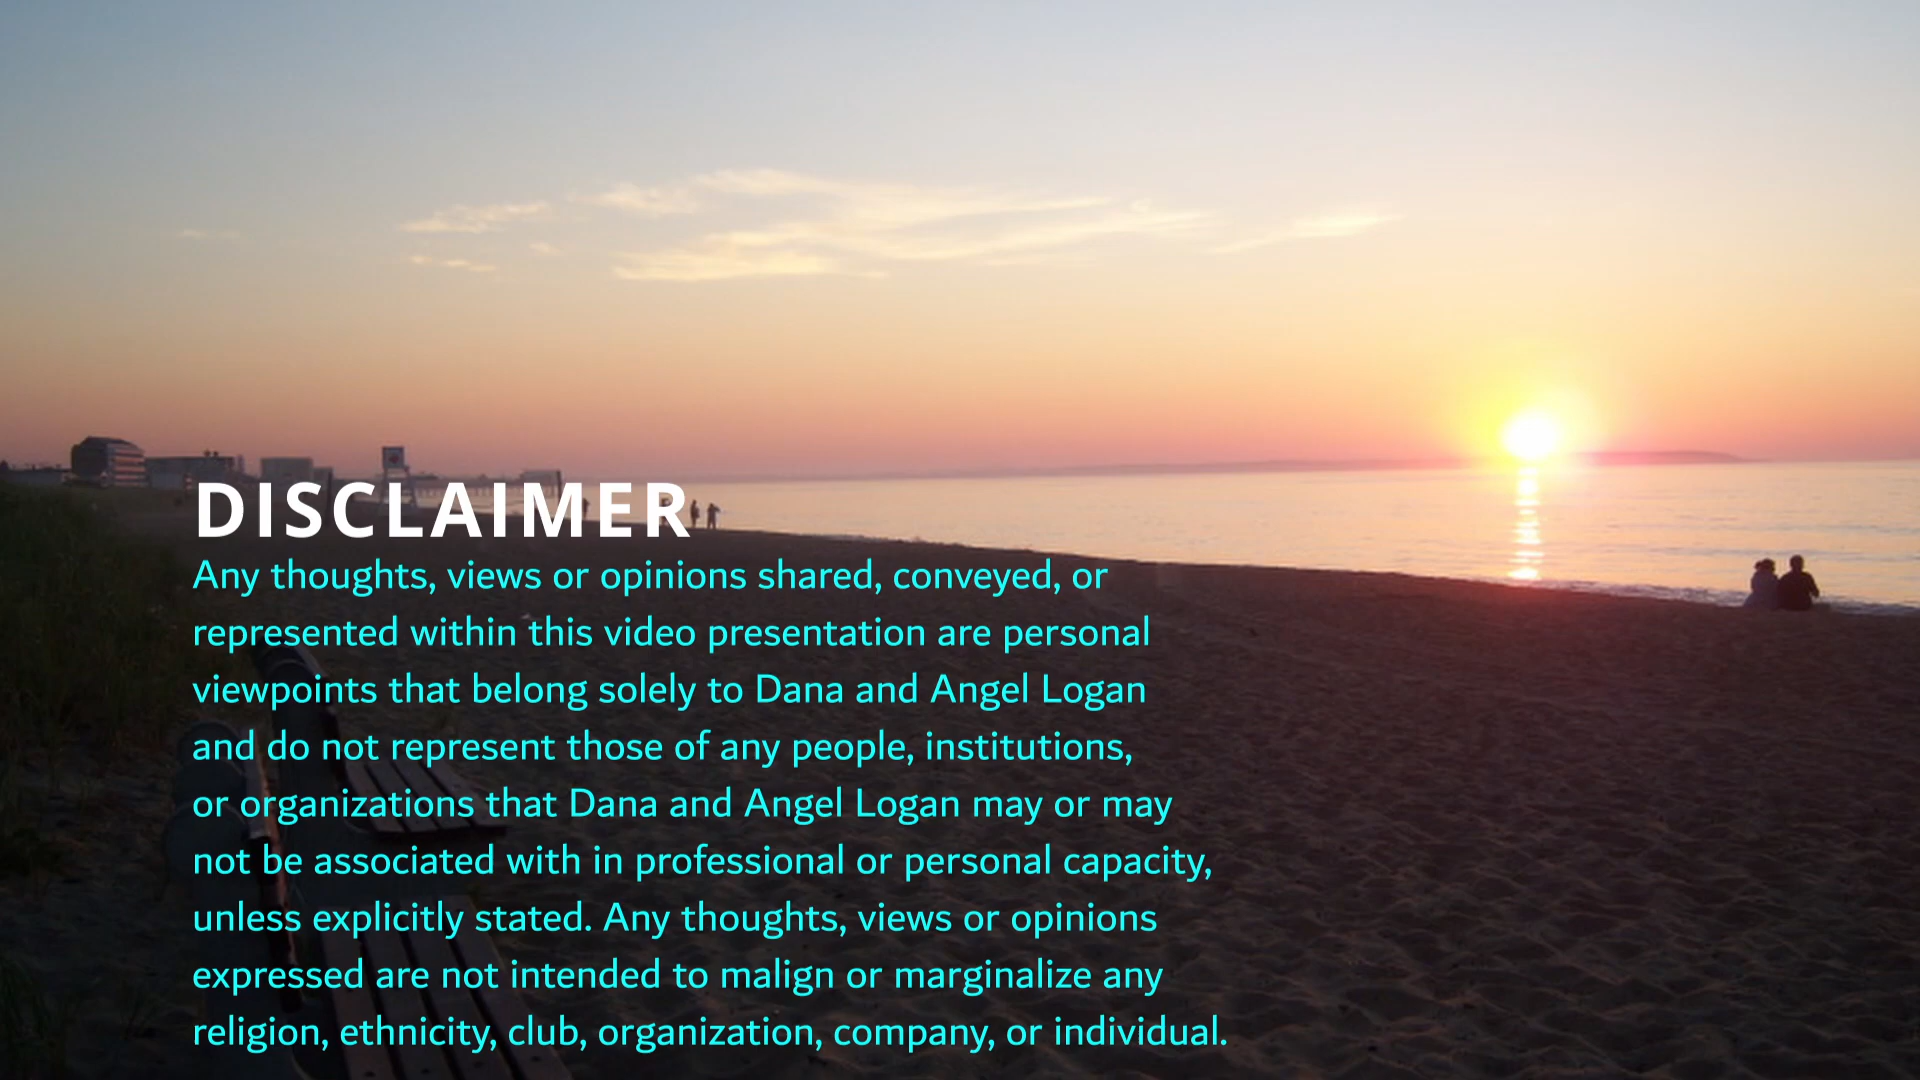 DISCLAIMER
Any thoughts, views or opinions shared, conveyed, or
represented within this video presentation are personal
viewpoints that belong solely to Dana and Angel Logan
and do not represent those of any people, institutions,
or organizations that Dana and Angel Logan may or may
not be associated with in professional or personal capacity,
unless explicitly stated. Any thoughts, views or opinions
expressed are not intended to malign or marginalize any
religion, ethnicity, club, organization, company, or individual.